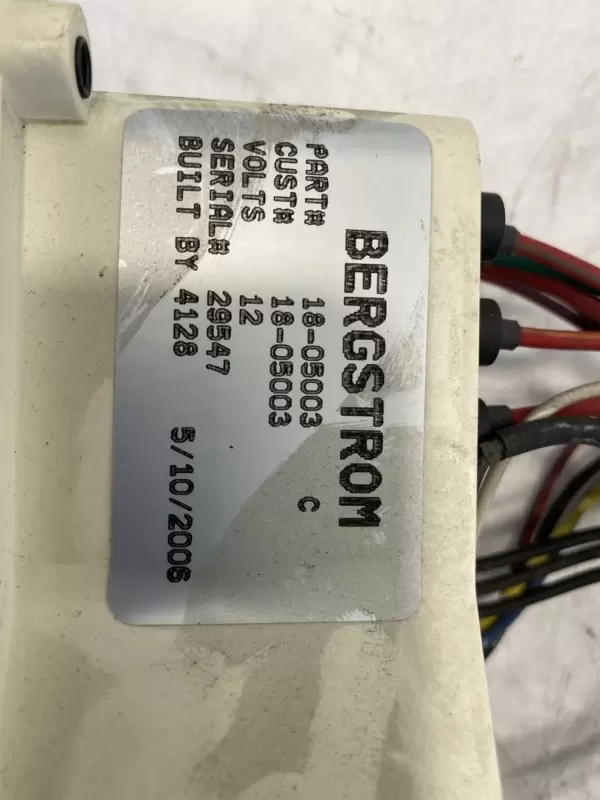 BERGSTROM
PART# 18-05003 C
CUST# 18-05003
VOLTS 12
SERIAL# 29547
BUILT BY 4128 5/10/2006